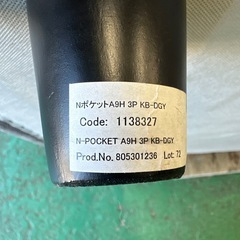 NポケットA9H 3P KB-DGY
Code: 1138327
N-POCKET A9H 3P KB-DGY
Prod.No. 805301236 Lot: 72